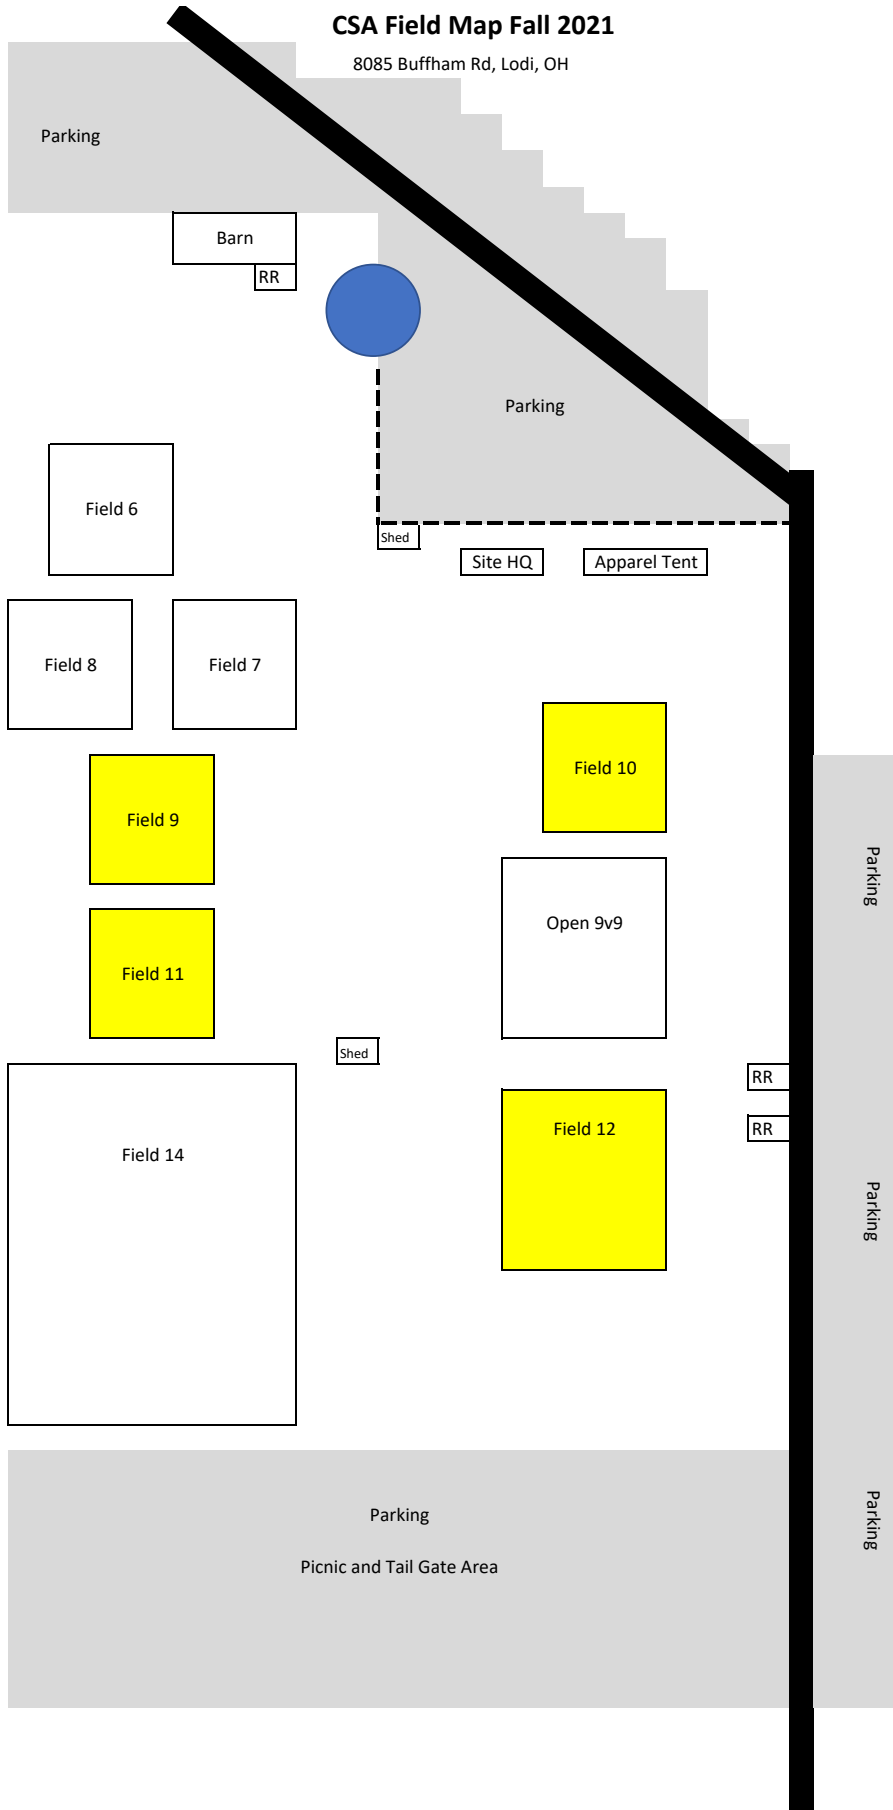 CSA Field Map Fall 2021
8085 Buffham Rd, Lodi, OH
Parking
Barn
RR
Parking
Field 6
Shed
Site HQ
Apparel Tent
Field 8
Field 7
Field 10
Field 9
Parking
Open 9v9
Field 11
Shed
RR
Field 12
RR
Field 14
Parking
Parking
Parking
Picnic and Tail Gate Area